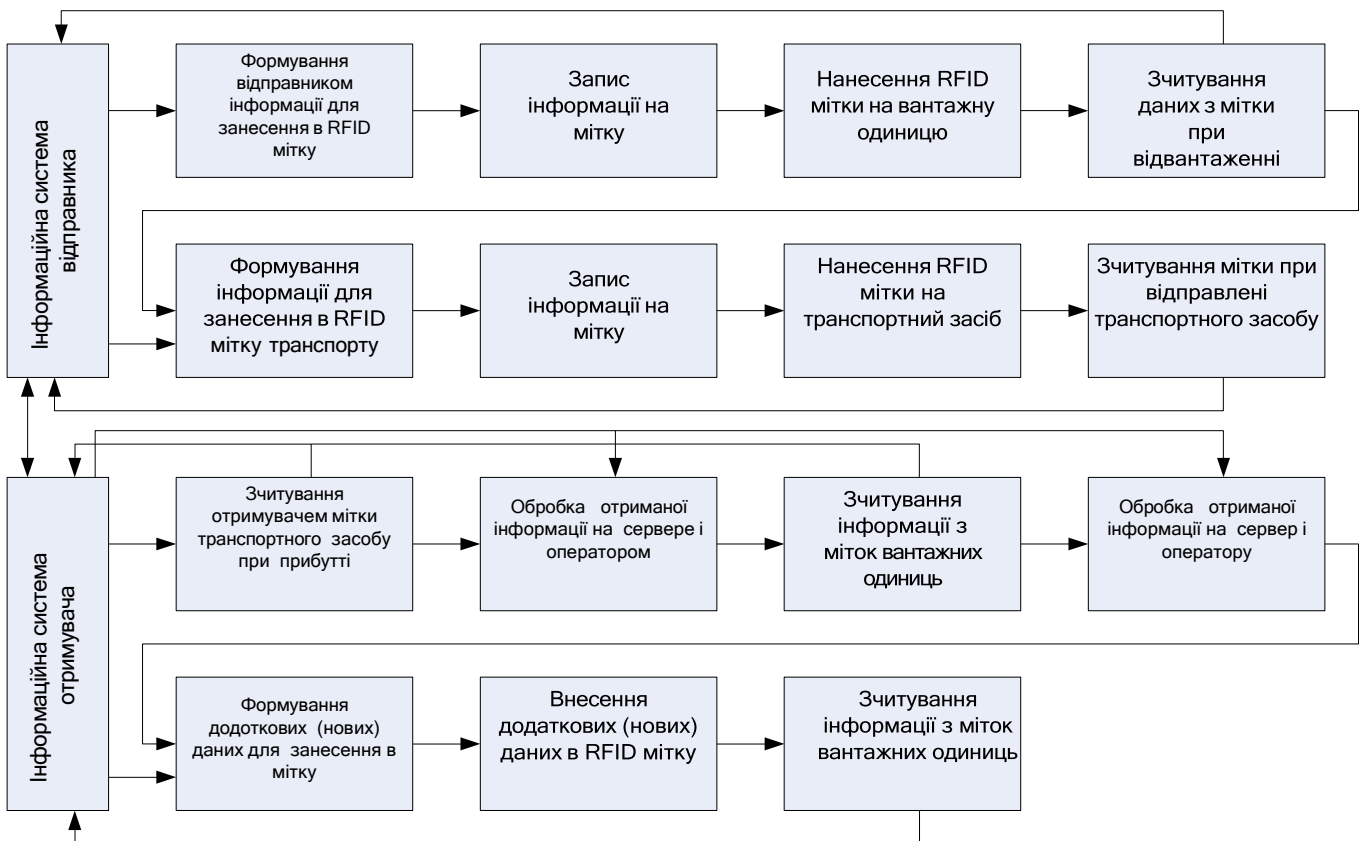 Інформаційна система
відправника
Формування
відправником
інформації для
занесення в RFID
мітку
Запис
інформації на
мітку
Нанесення RFID
мітки на вантажну
одиницю
Зчитування
даних з мітки
при
відвантаженні
Формування
інформації для
занесення в RFID
мітку транспорту
Запис
інформації на
мітку
Нанесення RFID
мітки на
транспортний засіб
Зчитування мітки при
відправлені
транспортного засобу
Інформаційна система
отримувача
Зчитування
отримувачем мітки
транспортного засобу
при прибутті
Обробка отриманої
інформації на сервере і
оператором
Зчитування
інформації з
міток вантажних
одиниць
Обробка отриманої
інформації на сервер і
оператору
Формування
додоткових (нових)
даних для занесення в
мітку
Внесення
додаткових (нових)
даних в RFID мітку
Зчитування
інформації з міток
вантажних одиниць